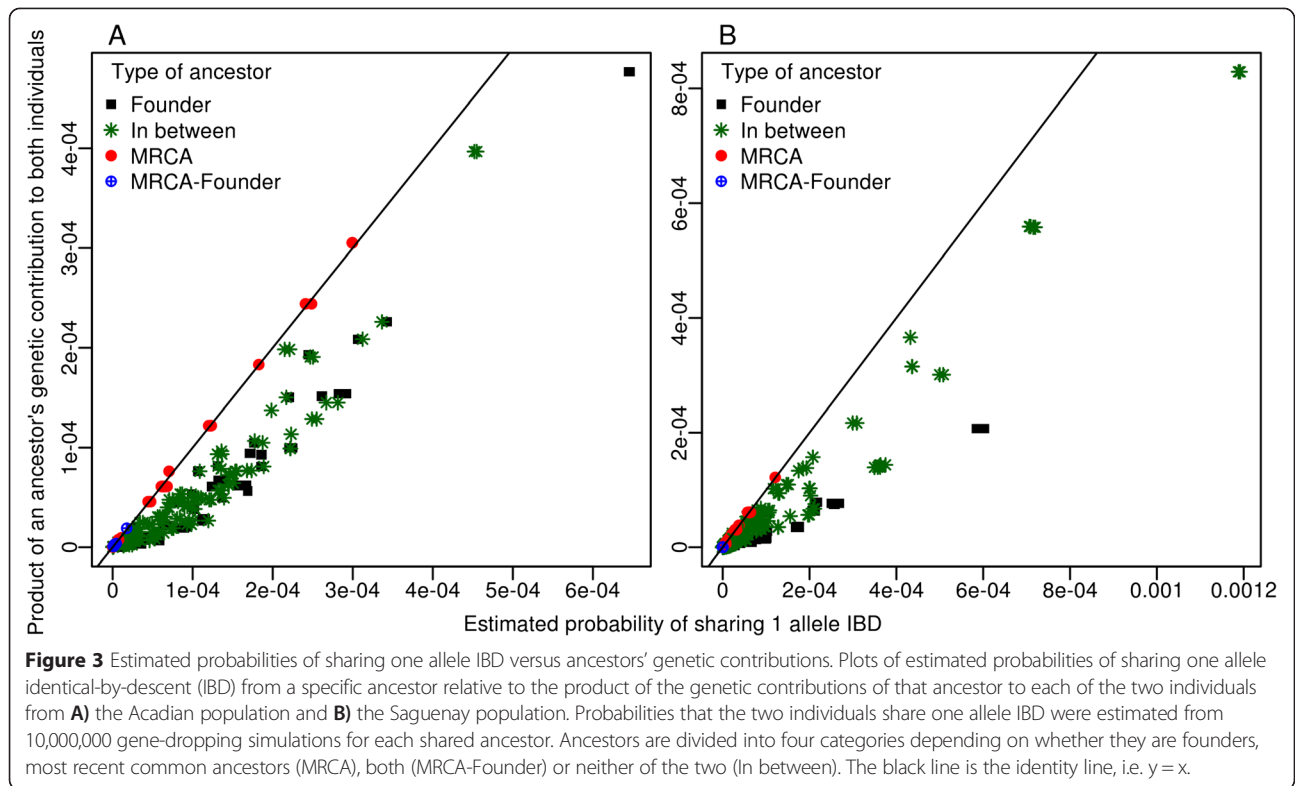 A
B
Product of an ancestor's genetic contribution to both individuals
Type of ancestor
Founder
In between
MRCA
MRCA-Founder
4e-04
3e-04
2e-04
1e-04
0
0
1e-04
2e-04
3e-04
4e-04
5e-04
6e-04
Type of ancestor
Founder
In between
MRCA
MRCA-Founder
8e-04
6e-04
4e-04
2e-04
0
0
2e-04
4e-04
6e-04
8e-04
0.001
0.0012
Estimated probability of sharing 1 allele IBD
Figure 3 Estimated probabilities of sharing one allele IBD versus ancestors' genetic contributions. Plots of estimated probabilities of sharing one allele
identical-by-descent (IBD) from a specific ancestor relative to the product of the genetic contributions of that ancestor to each of the two individuals
from A) the Acadian population and B) the Saguenay population. Probabilities that the two individuals share one allele IBD were estimated from
10,000,000 gene-dropping simulations for each shared ancestor. Ancestors are divided into four categories depending on whether they are founders,
most recent common ancestors (MRCA), both (MRCA-Founder) or neither of the two (In between). The black line is the identity line, i.e. y = x.